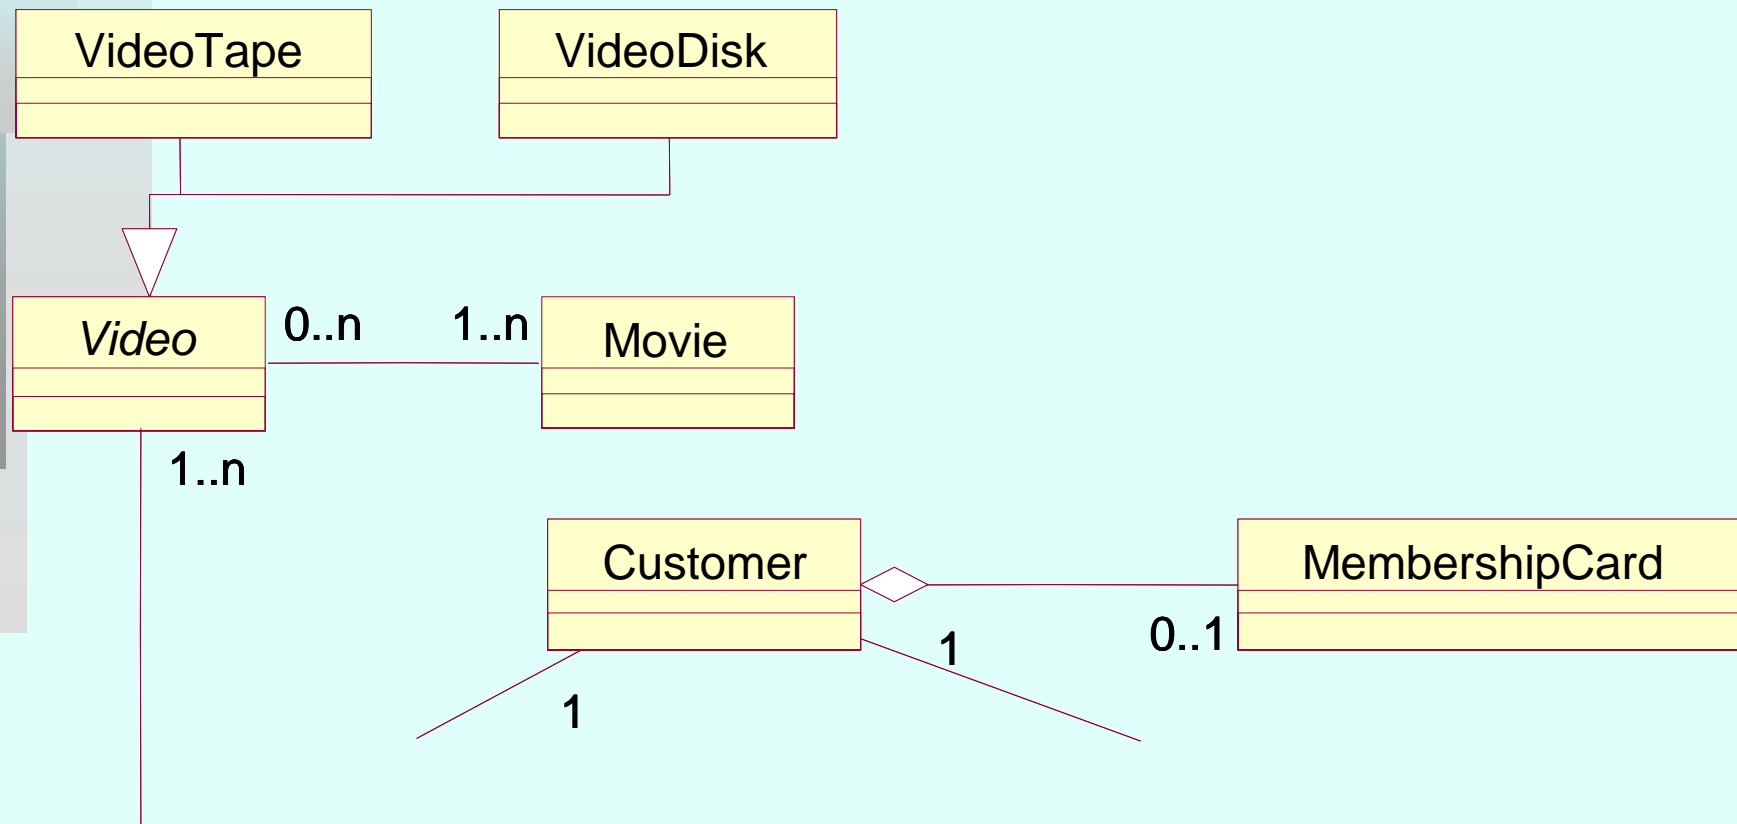 VideoTape
VideoDisk
Video
0..n
1..n
Movie
1..n
Customer
MembershipCard
1
0..1
1